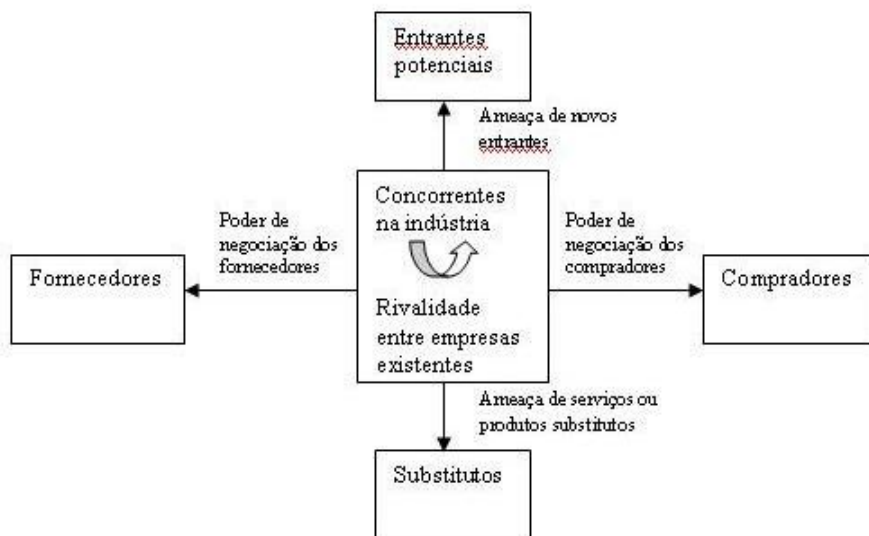 Entrantes
potenciais
Ameaça de novos
entrantes
Concorrentes
na indústria
Poder de
negociação dos
fornecedores
Poder de
negociação dos
compradores
Fornecedores
Compradores
Rivalidade
entre empresas
existentes
Ameaça de serviços ou
produtos substitutos
Substitutos